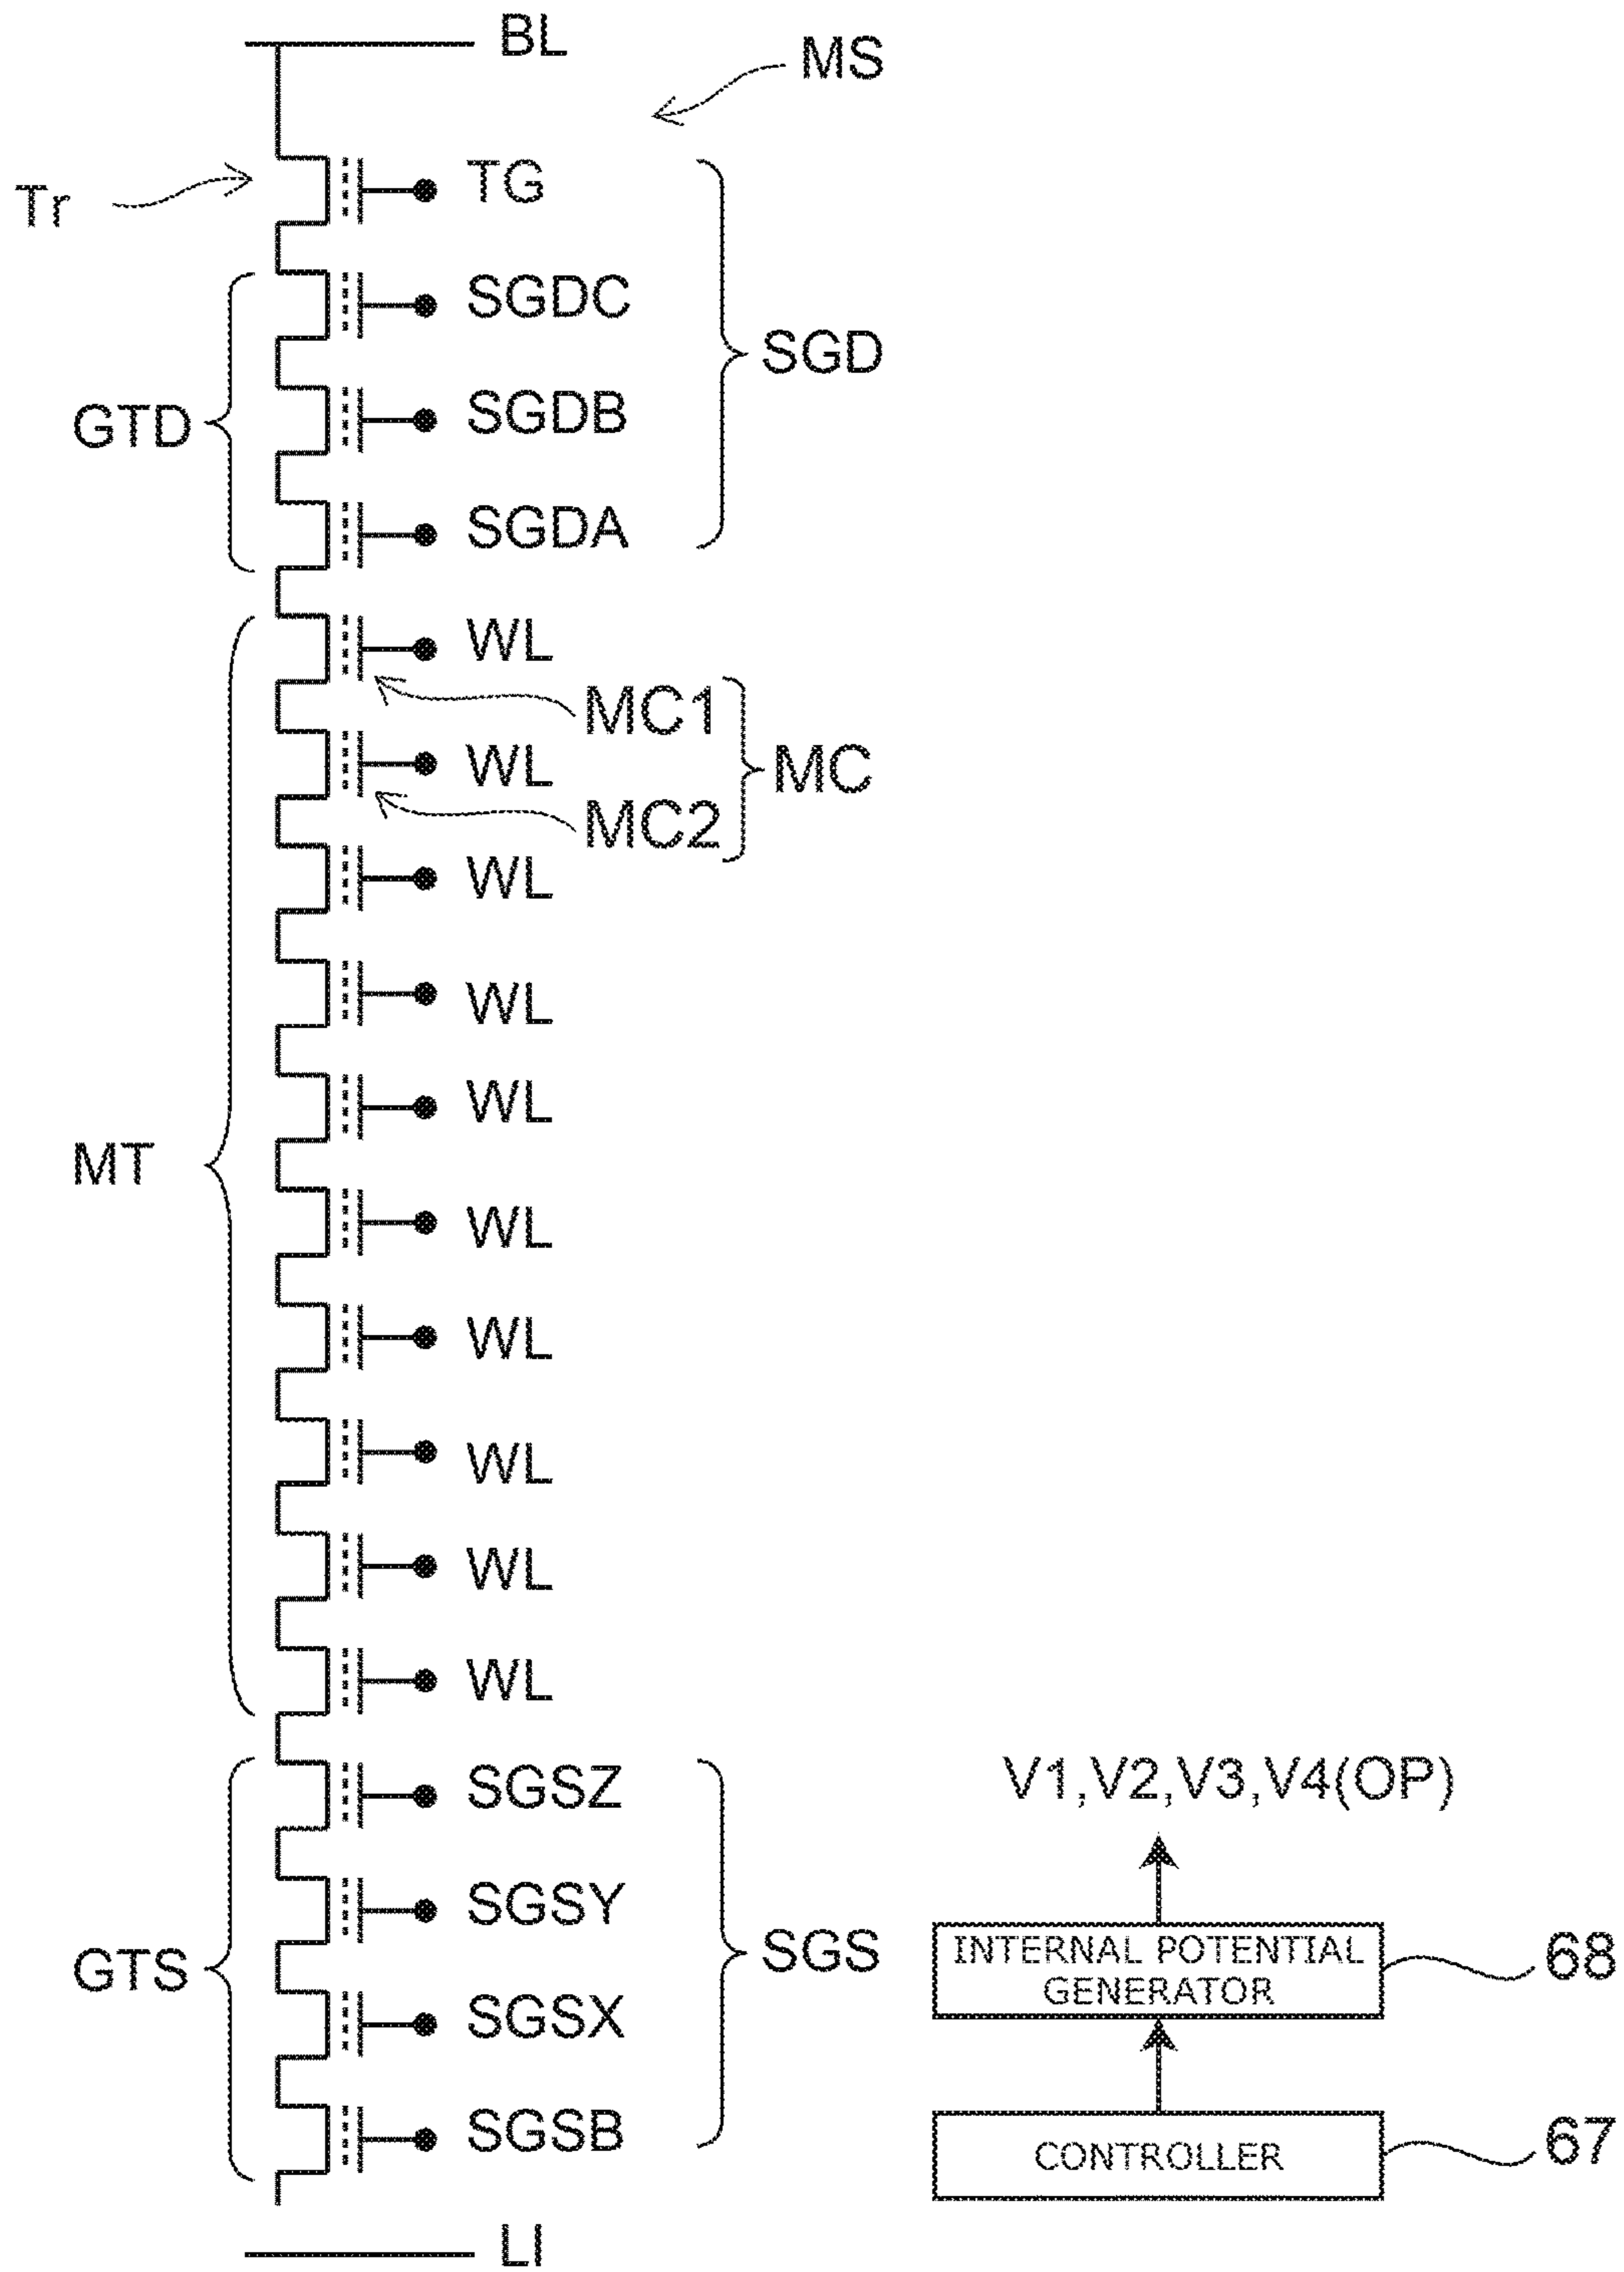 BL
MS
Tr
TG
SGDC
SGD
GTD
SGDB
SGDA
WL
MC1
WL
MC
MC2
WL
WL
WL
MT
WL
WL
WL
WL
WL
SGSZ
V1,V2,V3,V4(OP)
SGSY
GTS
SGS
INTERNAL POTENTIAL
GENERATOR
68
SGSX
SGSB
CONTROLLER
67
LI